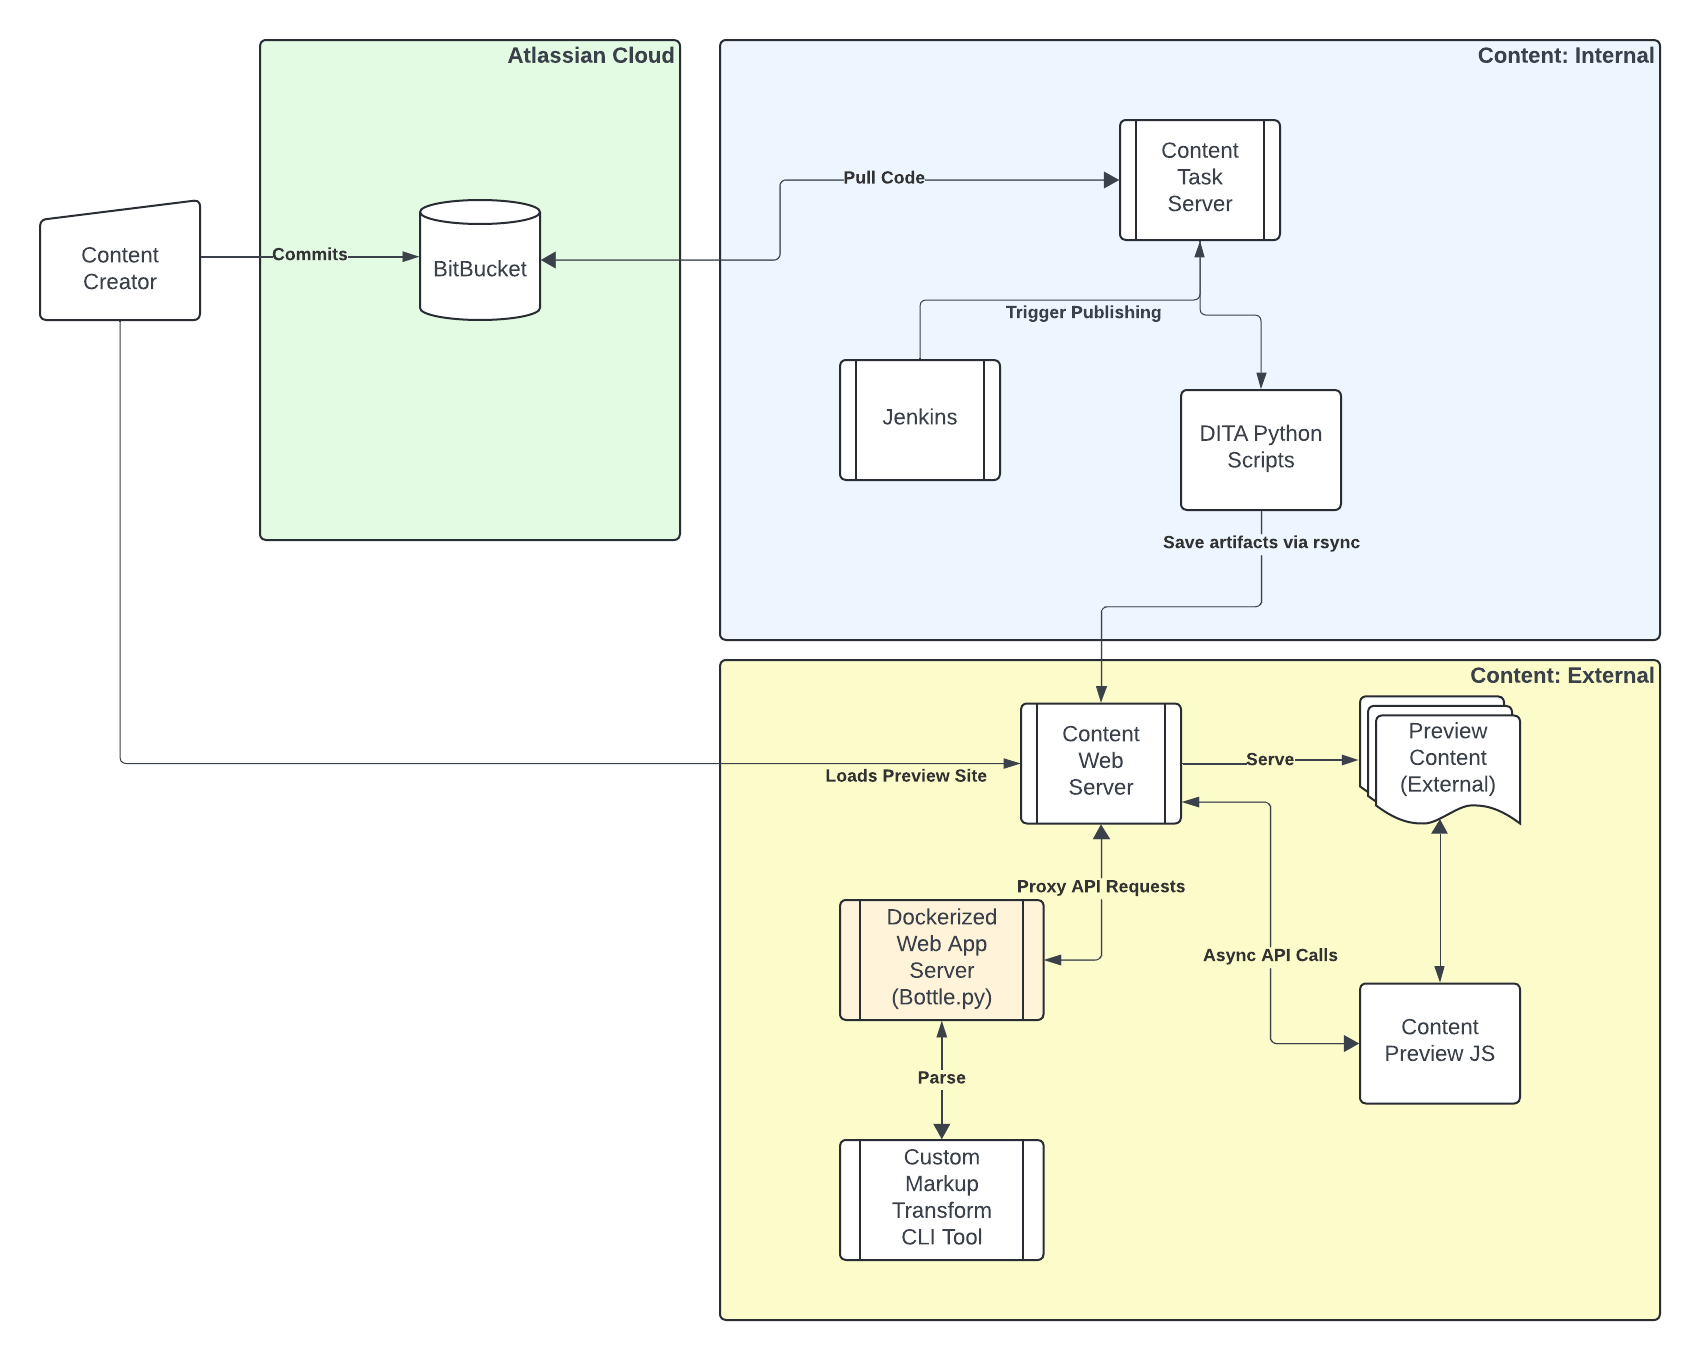 Atlassian Cloud
Content: Internal
Content
Task
Server
Pull Code
Content
Creator
Commits
BitBucket
Trigger Publishing
Jenkins
DITA Python
Scripts
Save artifacts via rsync
Content: External
Content
Web
Server
Serve
Preview
Content
(External)
Loads Preview Site
Proxy API Requests
Dockerized
Web App
Server
(Bottle.py)
Async API Calls
Content
Preview JS
Parse
Custom
Markup
Transform
CLI Tool